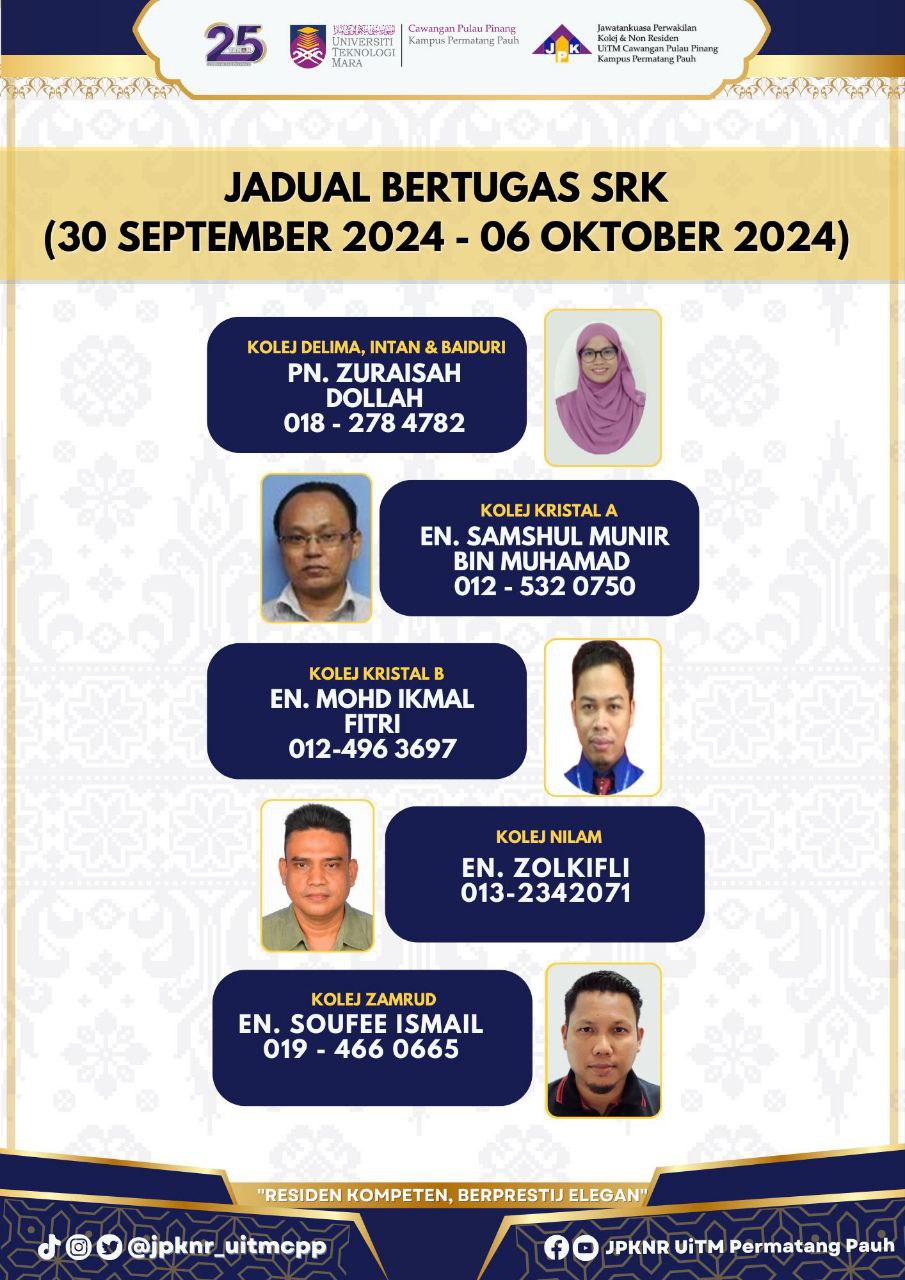 25
TAHUN
UNIVERSITI
TEKNOLOGI
MARA
Cawangan Pulau Pinang
Kampus Permatang Pauh
JPK
Jawatankuasa Perwakilan
Kolej & Non Residen
UiTM Cawangan Pulau Pinang
Kampus Permatang Pauh
JADUAL BERTUGAS SRK
(30 SEPTEMBER 2024 - 06 OKTOBER 2024)
KOLEJ DELIMA, INTAN & BAIDURI
PN. ZURAISAH
DOLLAH
018 - 278 4782
KOLEJ KRISTAL A
EN. SAMSHUL MUNIR
BIN MUHAMAD
012 - 532 0750
KOLEJ KRISTAL B
EN. MOHD IKMAL
FITRI
012-496 3697
KOLEJ NILAM
EN. ZOLKIFLI
013-2342071
KOLEJ ZAMRUD
EN. SOUFEE ISMAIL
019 - 466 0665
"RESIDEN KOMPETEN, BERPRESTIJ ELEGAN"
@jpknr_uitmcpp
JPKNR UiTM Permatang Pauh